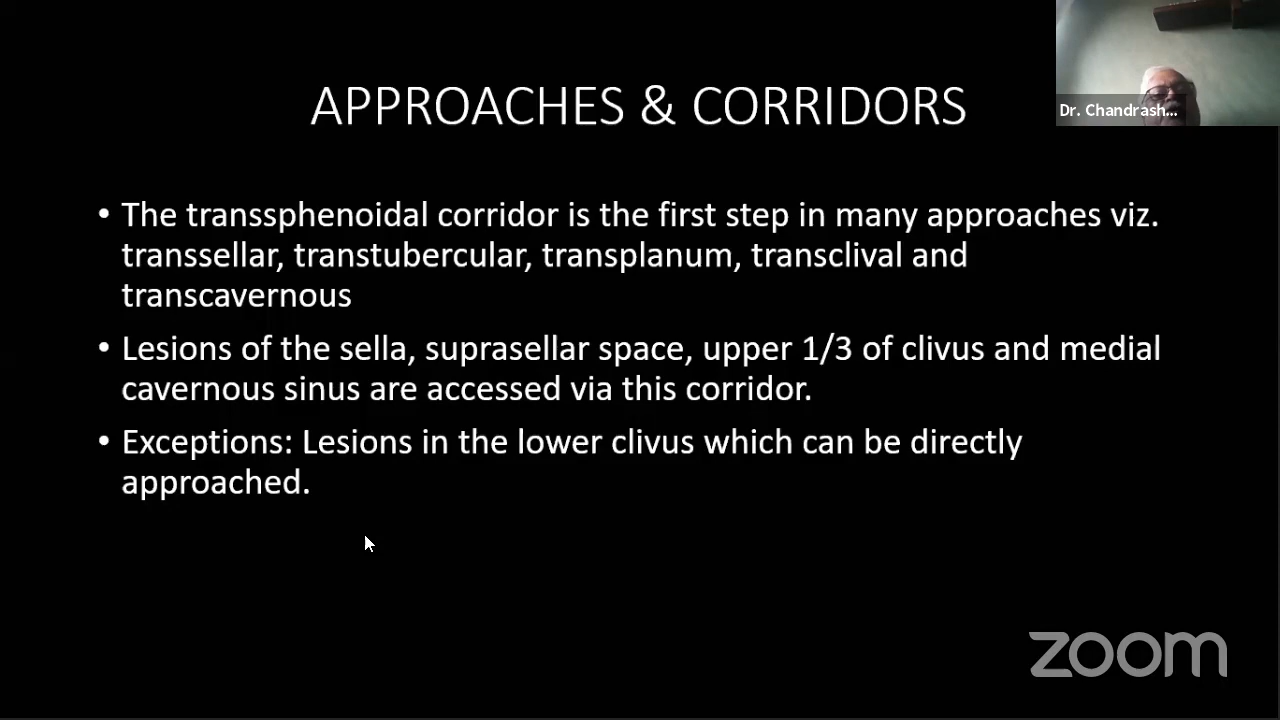 APPROACHES & CORRIDORS
Dr. Chandrash...
• The transsphenoidal corridor is the first step in many approaches viz.
transsellar, transtubercular, transplanum, transclival and
transcavernous
• Lesions of the sella, suprasellar space, upper 1/3 of clivus and medial
cavernous sinus are accessed via this corridor.
• Exceptions: Lesions in the lower clivus which can be directly
approached.
zoom